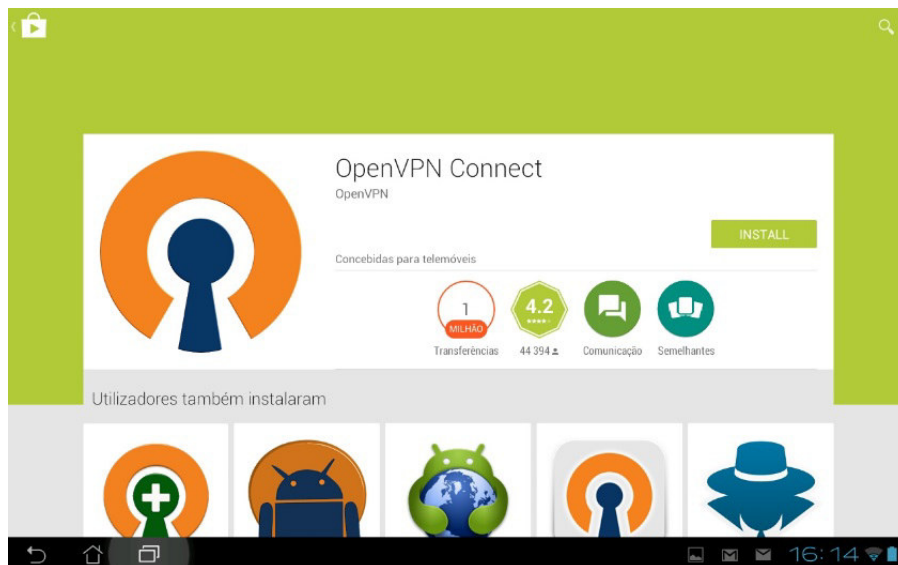 OpenVPN Connect
OpenVPN
INSTALL
Concebidas para telemóveis
1
MILHÃO
4.2
Transferências
44 394
Comunicação
Semelhantes
Utilizadores também instalaram
16:14